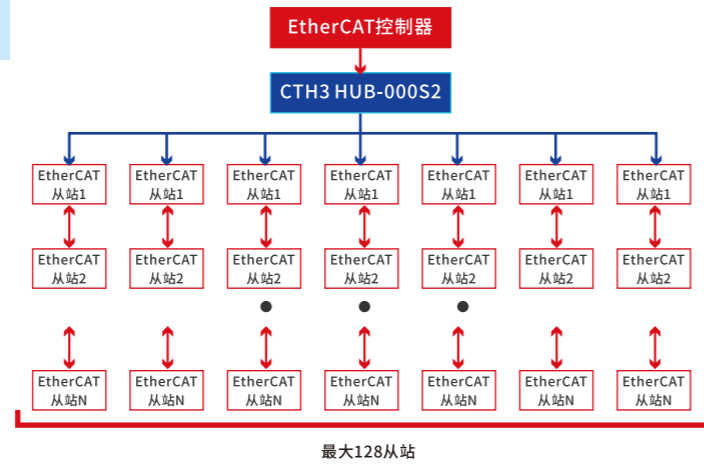 EtherCAT控制器
CTH3 HUB-000S2
EtherCAT EtherCAT EtherCAT EtherCAT EtherCAT EtherCAT EtherCAT
从站1 从站1 从站1 从站1 从站1 从站1 从站1
EtherCAT EtherCAT EtherCAT EtherCAT EtherCAT EtherCAT EtherCAT
从站2 从站2 从站2 从站2 从站2 从站2 从站2
EtherCAT EtherCAT EtherCAT EtherCAT EtherCAT EtherCAT EtherCAT
从站N 从站N 从站N 从站N 从站N 从站N 从站N
最大128从站